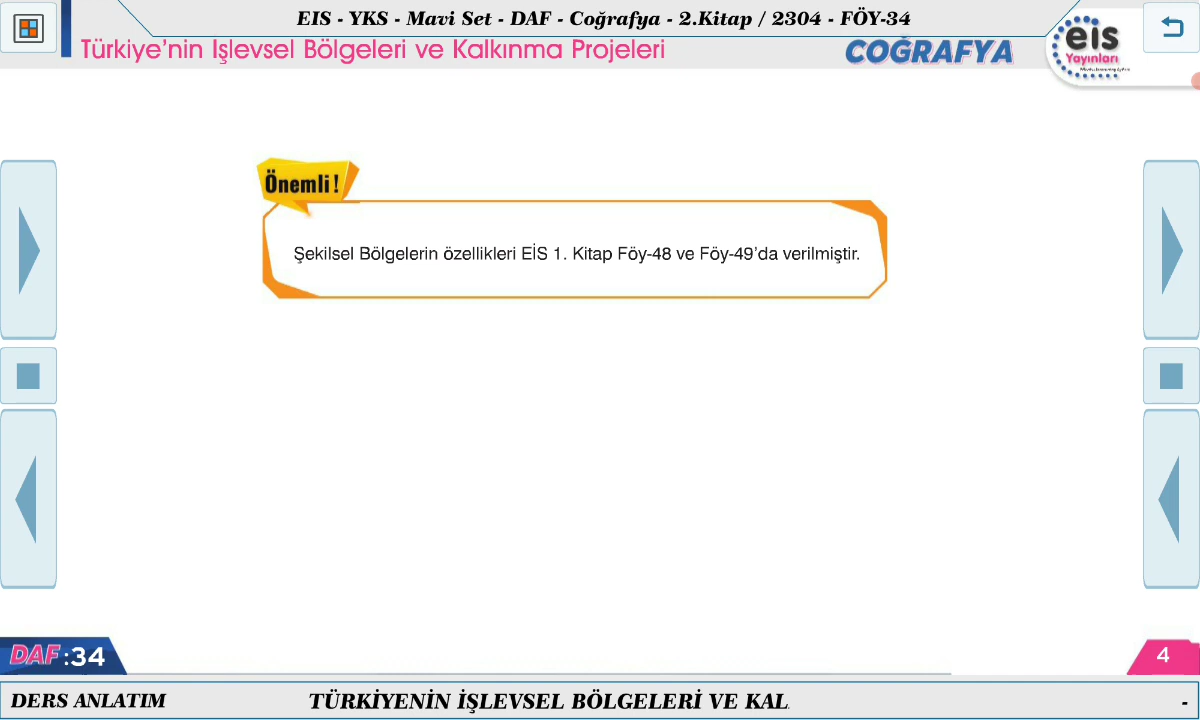 EIS - YKS - Mavi Set - DAF - Coğrafya - 2.Kitap / 2304 - FÖY-34
Türkiye'nin İşlevsel Bölgeleri ve Kalkınma Projeleri
COĞRAFYA
eis
Yayınları
Önemli!
Şekilsel Bölgelerin özellikleri EİS 1. Kitap Föy-48 ve Föy-49'da verilmiştir.
DAF :34
4
DERS ANLATIM
TÜRKİYENİN İŞLEVSEL BÖLGELERİ VE KAL
-